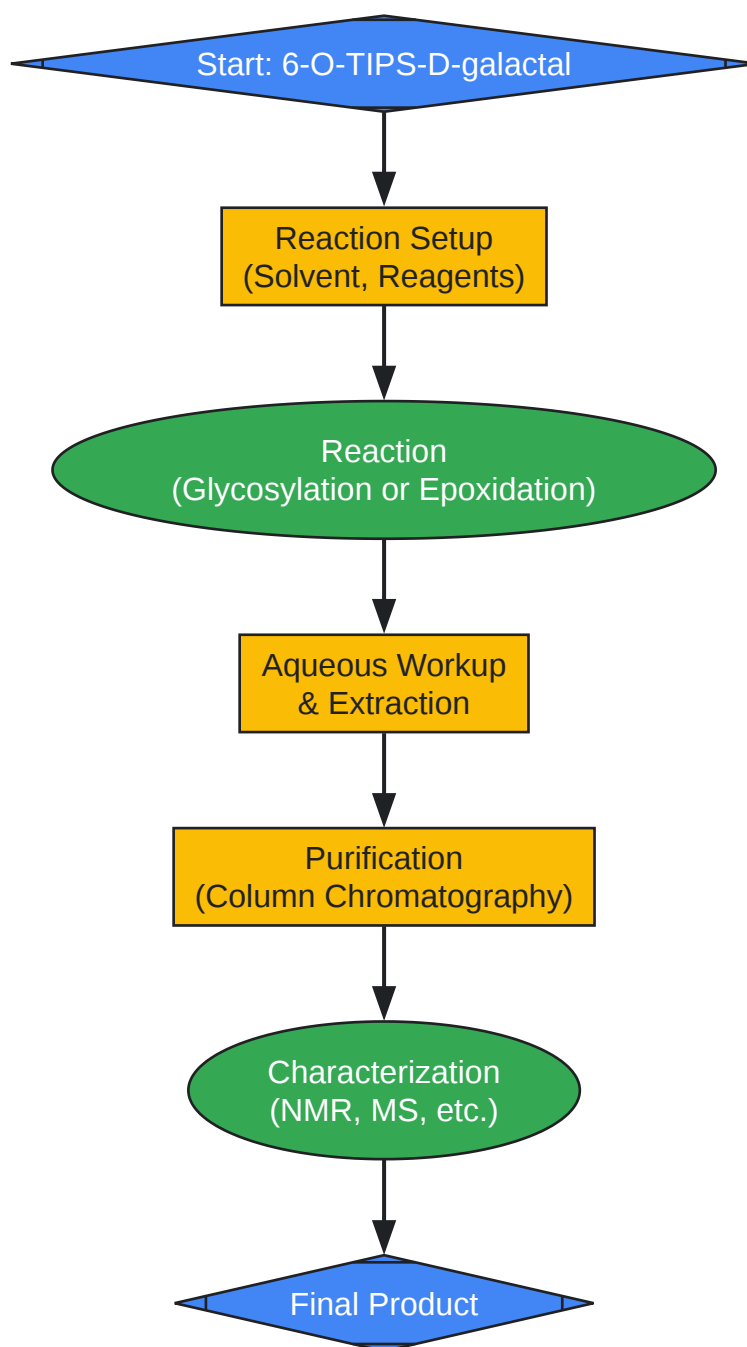 Start: 6-O-TIPS-D-galactal
Reaction Setup
(Solvent, Reagents)
Reaction
(Glycosylation or Epoxidation)
Aqueous Workup
& Extraction
Purification
(Column Chromatography)
Characterization
(NMR, MS, etc.)
Final Product